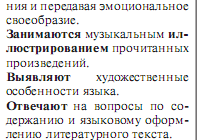 ния и передавая эмоциональное
своеобразие.
Занимаются музыкальным ил-
люстрированием прочитанных
произведений.
Выявляют художественные
особенности языка.
Отвечают на вопросы по со-
держанию и языковому оформ-
лению литературного текста.